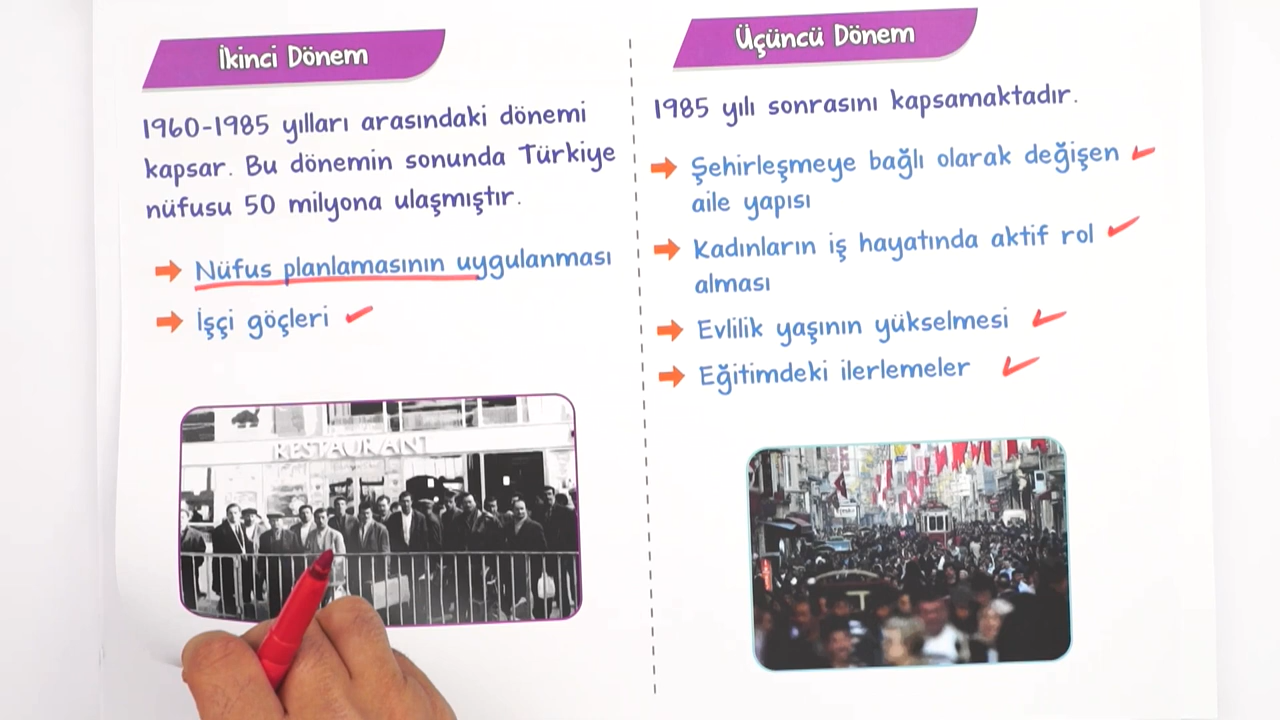 İkinci Dönem
1960-1985 yılları arasındaki dönemi
kapsar. Bu dönemin sonunda Türkiye
nüfusu 50 milyona ulaşmıştır.
Nüfus planlamasının uygulanması
İşçi göçleri
RESTAURANT
Üçüncü Dönem
1985 yılı sonrasını kapsamaktadır.
Şehirleşmeye bağlı olarak değişen
aile yapısı
Kadınların iş hayatında aktif rol
alması
Evlilik yaşının yükselmesi
Eğitimdeki ilerlemeler